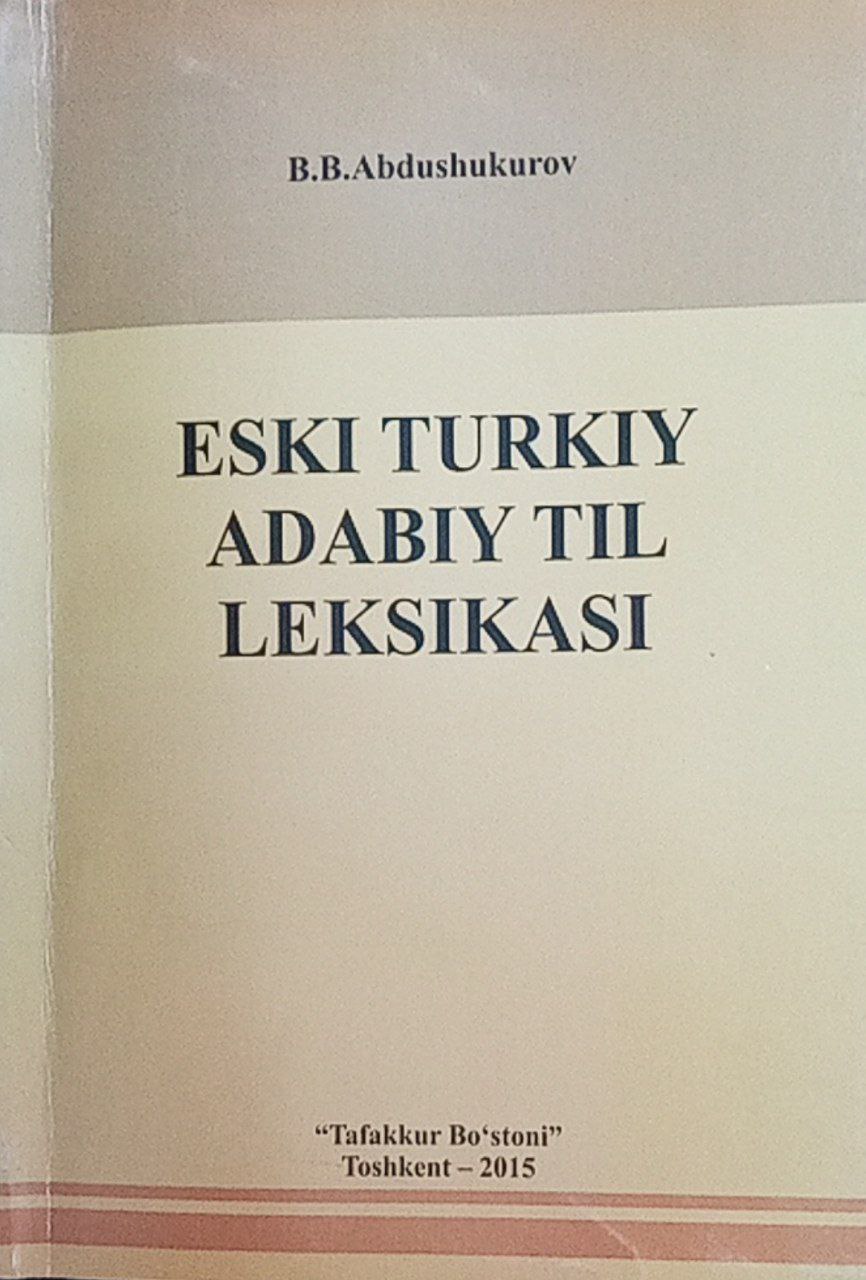 B.B.Abdushukurov
ESKI TURKIY
ADABIY TIL
LEKSIKASI
“Tafakkur Bo‘stoni”
Toshkent – 2015